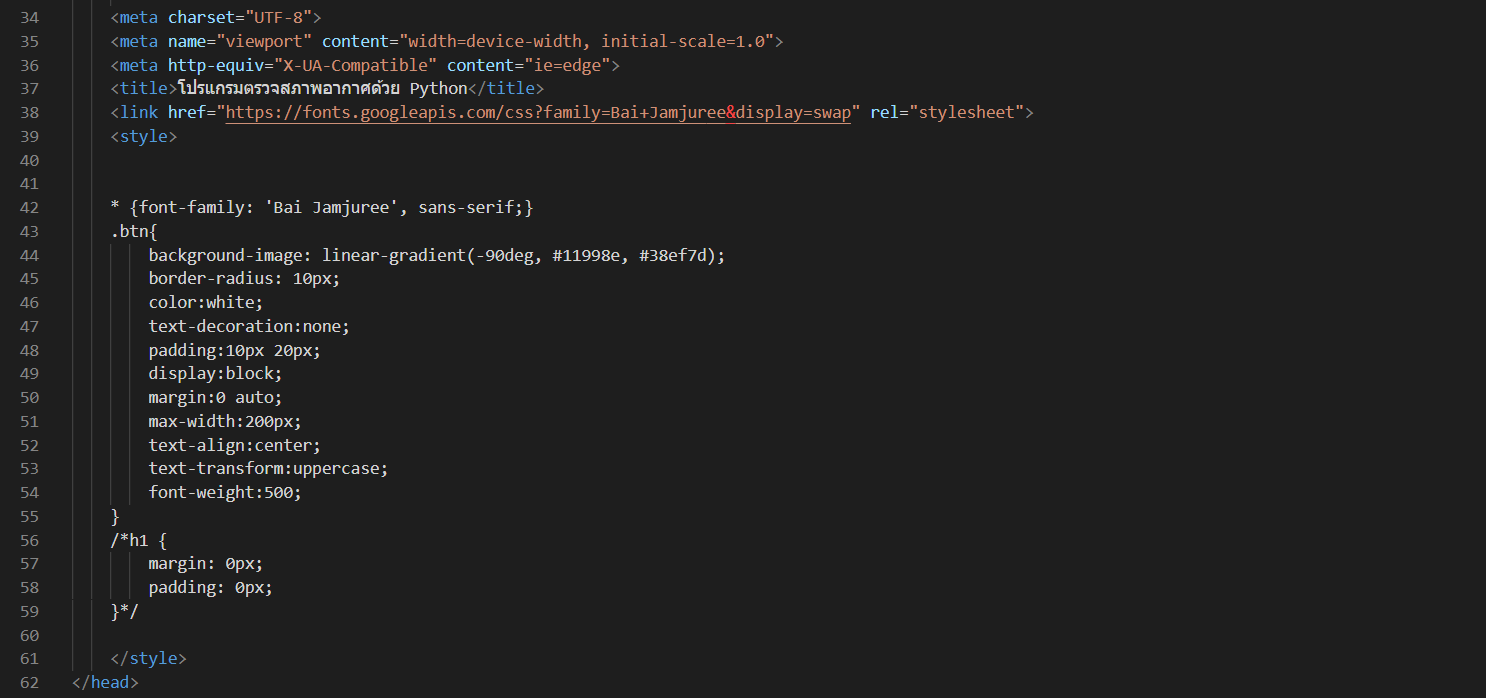 34 <meta charset="UTF-8">
35 <meta name="viewport" content="width=device-width, initial-scale=1.0">
36 <meta http-equiv="X-UA-Compatible" content="ie=edge">
37 <title>โปรแกรมตรวจสภาพอากาศด้วย Python</title>
38 <link href="https://fonts.googleapis.com/css?family=Bai+Jamjuree&display=swap" rel="stylesheet">
39 <style>
40
41
42 * {font-family: 'Bai Jamjuree', sans-serif;}
43 .btn{
44 background-image: linear-gradient(-90deg, #11998e, #38ef7d);
45 border-radius: 10px;
46 color:white;
47 text-decoration:none;
48 padding:10px 20px;
49 display:block;
50 margin:0 auto;
51 max-width:200px;
52 text-align:center;
53 text-transform:uppercase;
54 font-weight:500;
55 }
56 /*h1 {
57 margin: 0px;
58 padding: 0px;
59 }*/
60
61 </style>
62 </head>